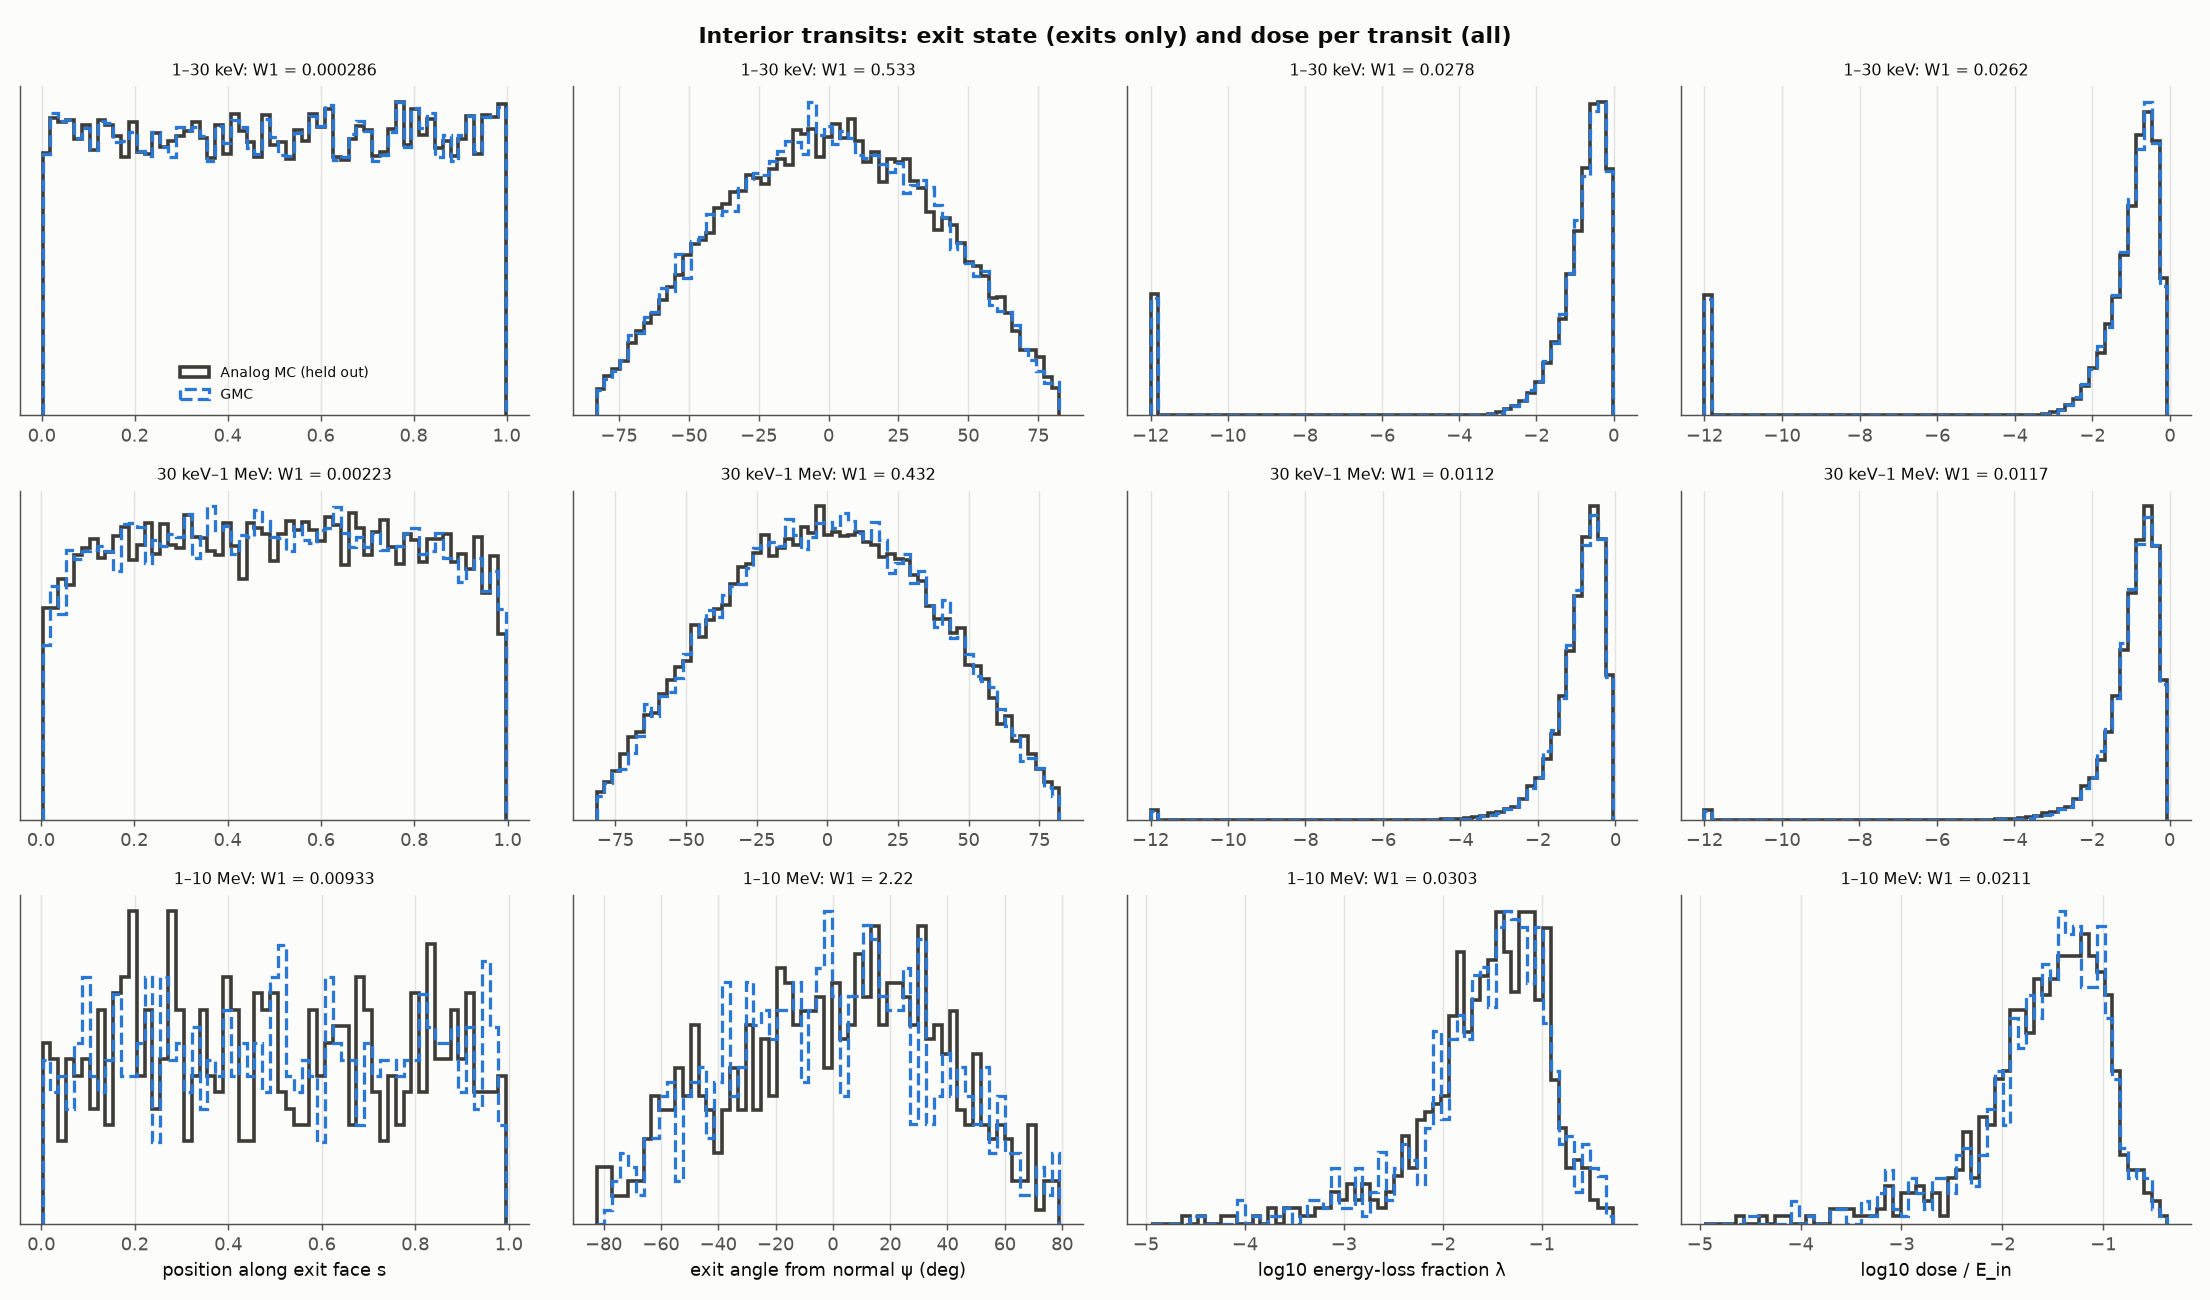 Interior transits: exit state (exits only) and dose per transit (all)
1–30 keV: W1 = 0.000286
1–30 keV: W1 = 0.533
1–30 keV: W1 = 0.0278
1–30 keV: W1 = 0.0262
Analog MC (held out)
GMC
0.0 0.2 0.4 0.6 0.8 1.0
−75 −50 −25 0 25 50 75
−12 −10 −8 −6 −4 −2 0
−12 −10 −8 −6 −4 −2 0
30 keV–1 MeV: W1 = 0.00223
30 keV–1 MeV: W1 = 0.432
30 keV–1 MeV: W1 = 0.0112
30 keV–1 MeV: W1 = 0.0117
0.0 0.2 0.4 0.6 0.8 1.0
−75 −50 −25 0 25 50 75
−12 −10 −8 −6 −4 −2 0
−12 −10 −8 −6 −4 −2 0
1–10 MeV: W1 = 0.00933
1–10 MeV: W1 = 2.22
1–10 MeV: W1 = 0.0303
1–10 MeV: W1 = 0.0211
0.0 0.2 0.4 0.6 0.8 1.0
−80 −60 −40 −20 0 20 40 60 80
−5 −4 −3 −2 −1
−5 −4 −3 −2 −1
position along exit face s
exit angle from normal ψ (deg)
log10 energy-loss fraction λ
log10 dose / E_in